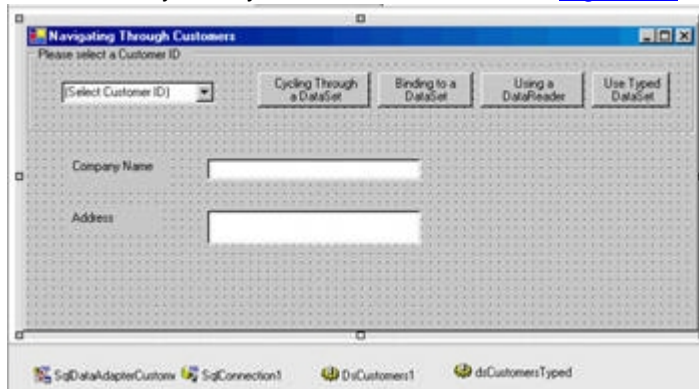 Navigating Through Customers
Please select a Customer ID
(Select Customer ID)
Cycling Through
a DataSet
Binding to a
DataSet
Using a
DataReader
Use Typed
DataSet
Company Name
Address
SqlDataAdapterCustom
SqlConnection1
DsCustomers1
dsCustomersTyped